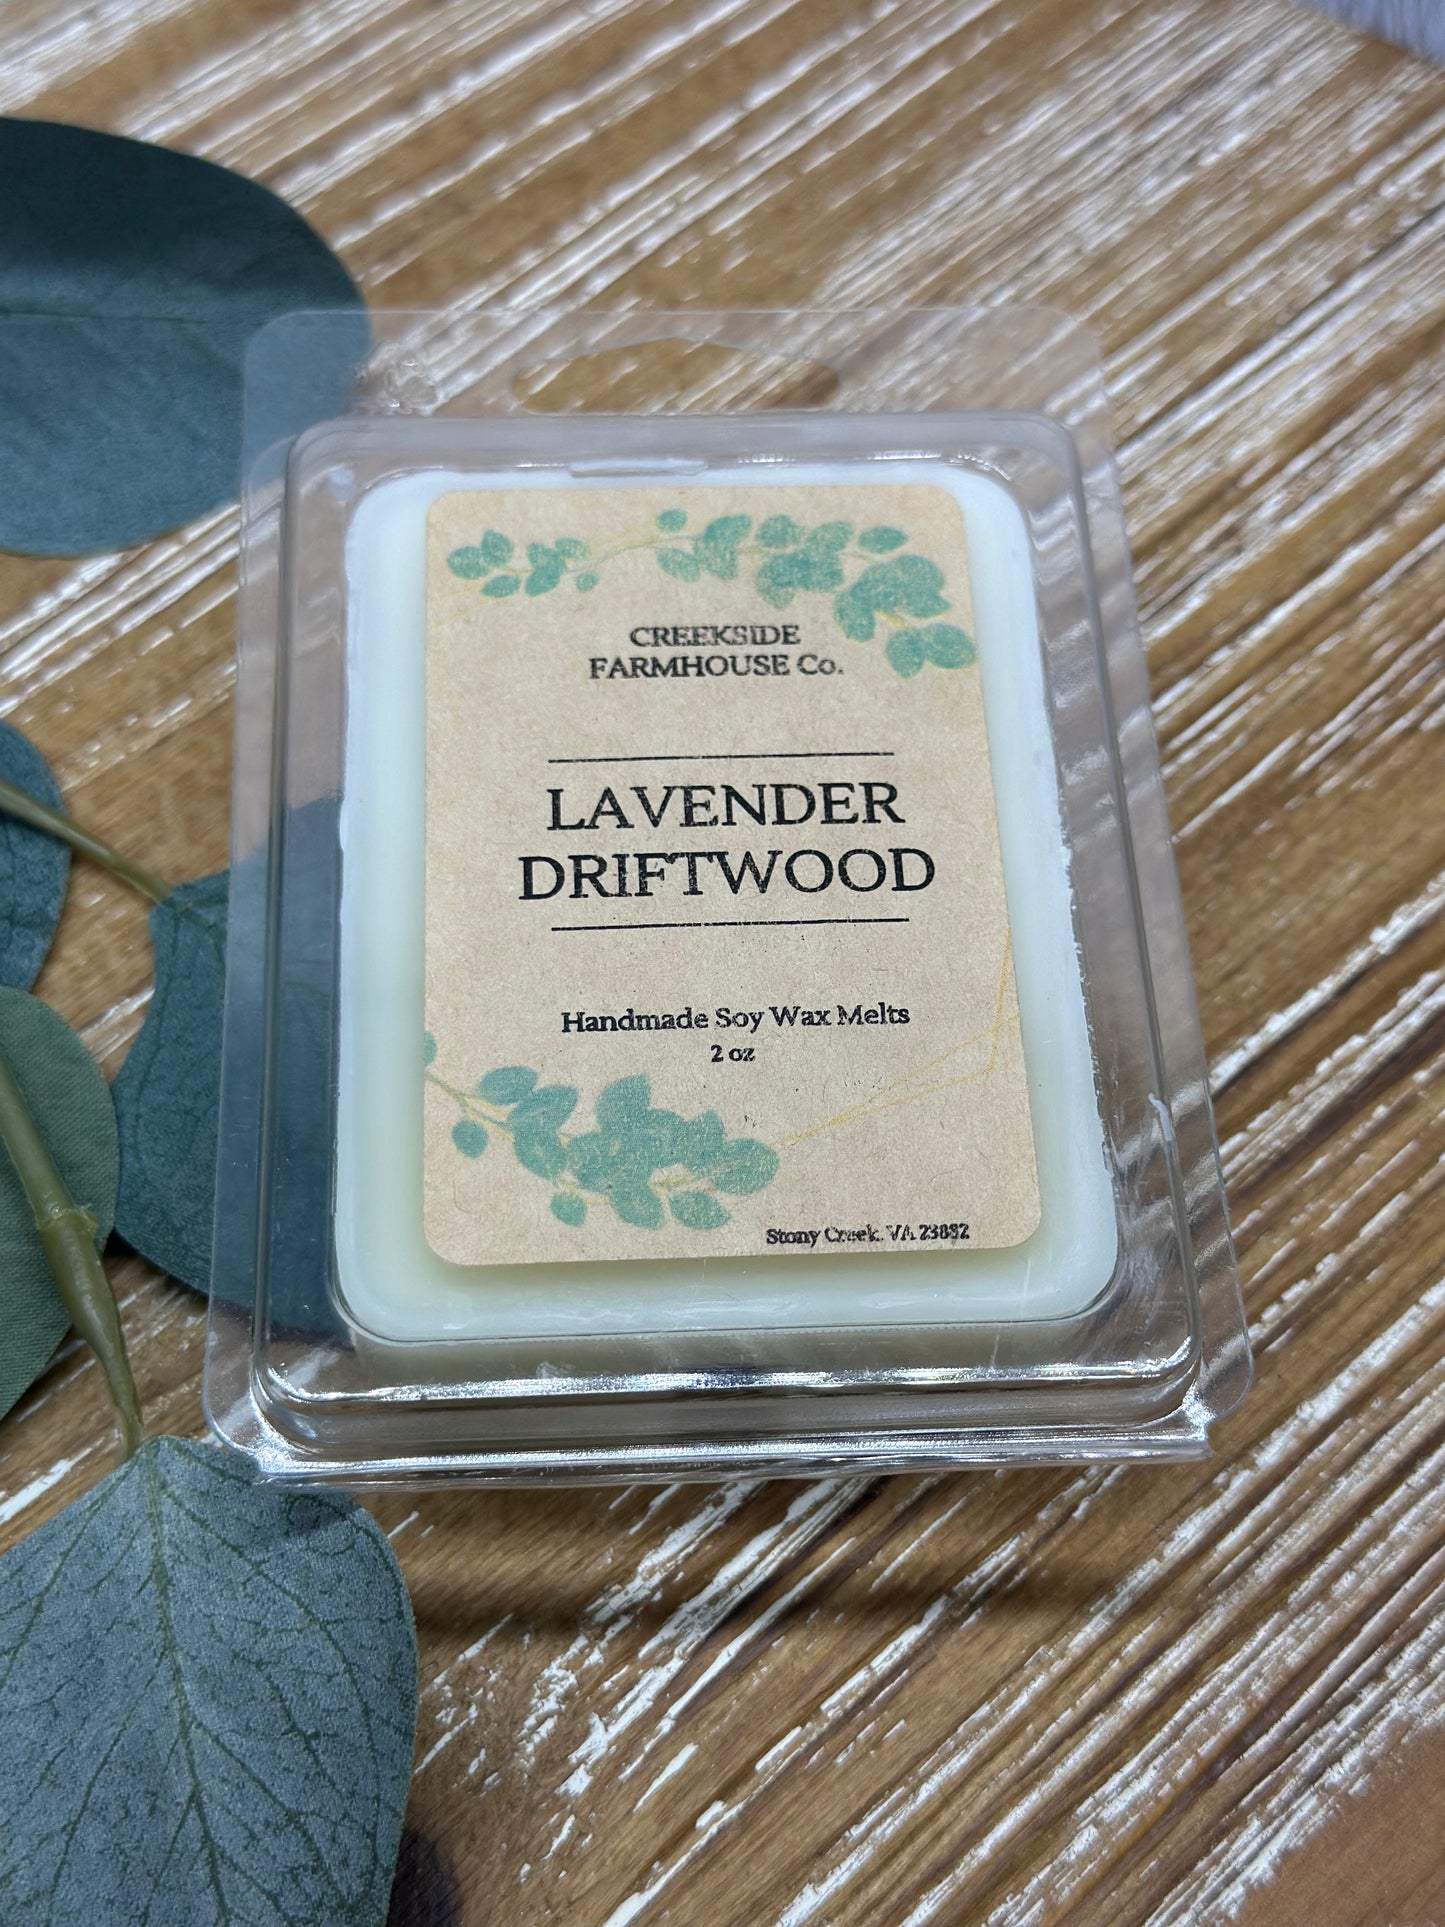 CREEKSIDE
FARMHOUSE Co.
LAVENDER
DRIFTWOOD
Handmade Soy Wax Melts
2 oz
Stony Creek, VA 23882